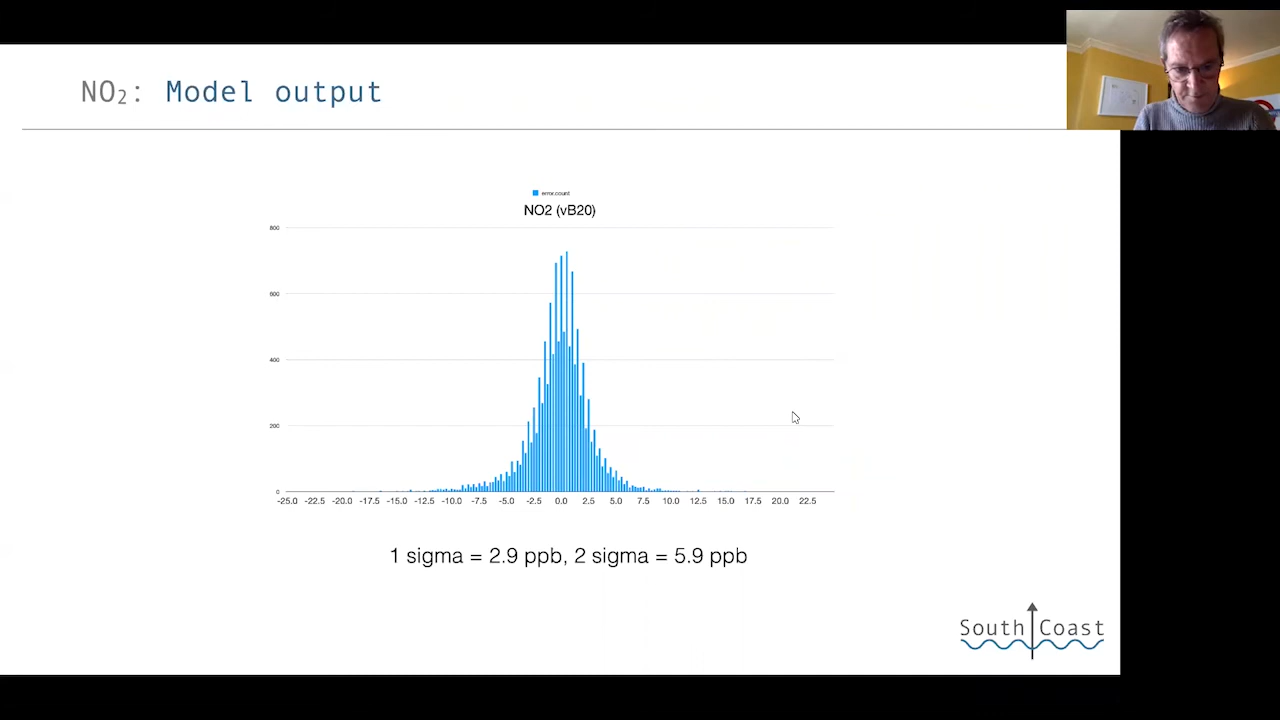 NO₂: Model output
error.count
NO2 (vB20)
800
600
400
200
0
-25.0 -22.5 -20.0 -17.5 -15.0 -12.5 -10.0 -7.5 -5.0 -2.5 0.0 2.5 5.0 7.5 10.0 12.5 15.0 17.5 20.0 22.5
1 sigma = 2.9 ppb, 2 sigma = 5.9 ppb
South Coast